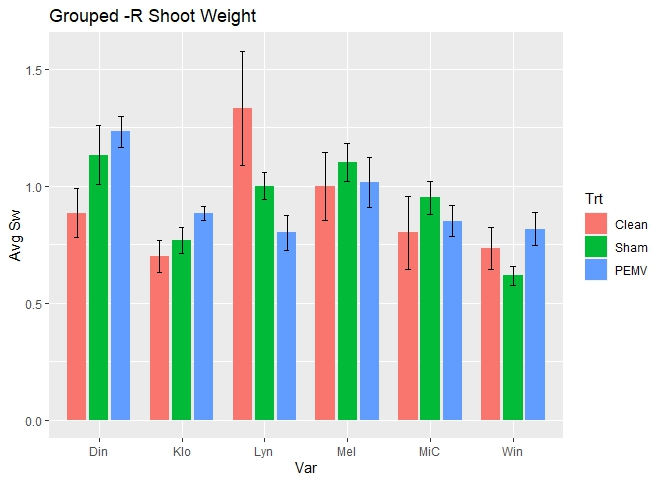 Grouped -R Shoot Weight
Avg Sw
1.5
1.0
0.5
0.0
Din Klo Lyn Mel MiC Win
Var
Trt
Clean
Sham
PEMV